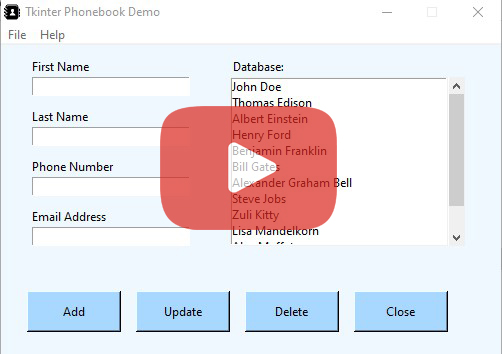 Tkinter Phonebook Demo
File Help
First Name
Database:
John Doe
Thomas Edison
Last Name
Albert Einstein
Henry Ford
Benjamin Franklin
Phone Number
Bill Gates
Alexander Graham Bell
Steve Jobs
Email Address
Zuli Kitty
Lisa Mandelkorn
Add Update Delete Close